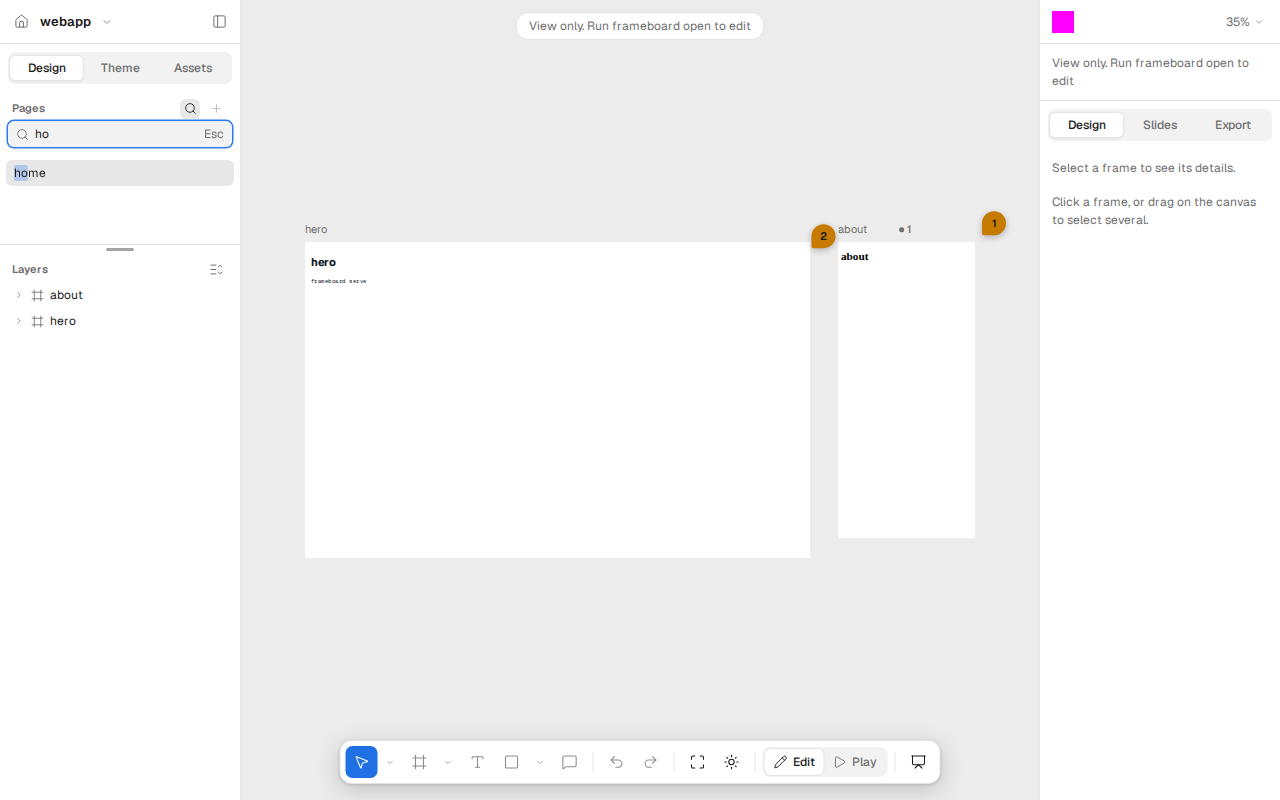 webapp
Design Theme Assets
Pages
ho Esc
home
Layers
about
hero
View only. Run frameboard open to edit
hero
2
about 1
1
hero
frameboard serve
about
Edit Play
35%
View only. Run frameboard open to
edit
Design Slides Export
Select a frame to see its details.
Click a frame, or drag on the canvas
to select several.